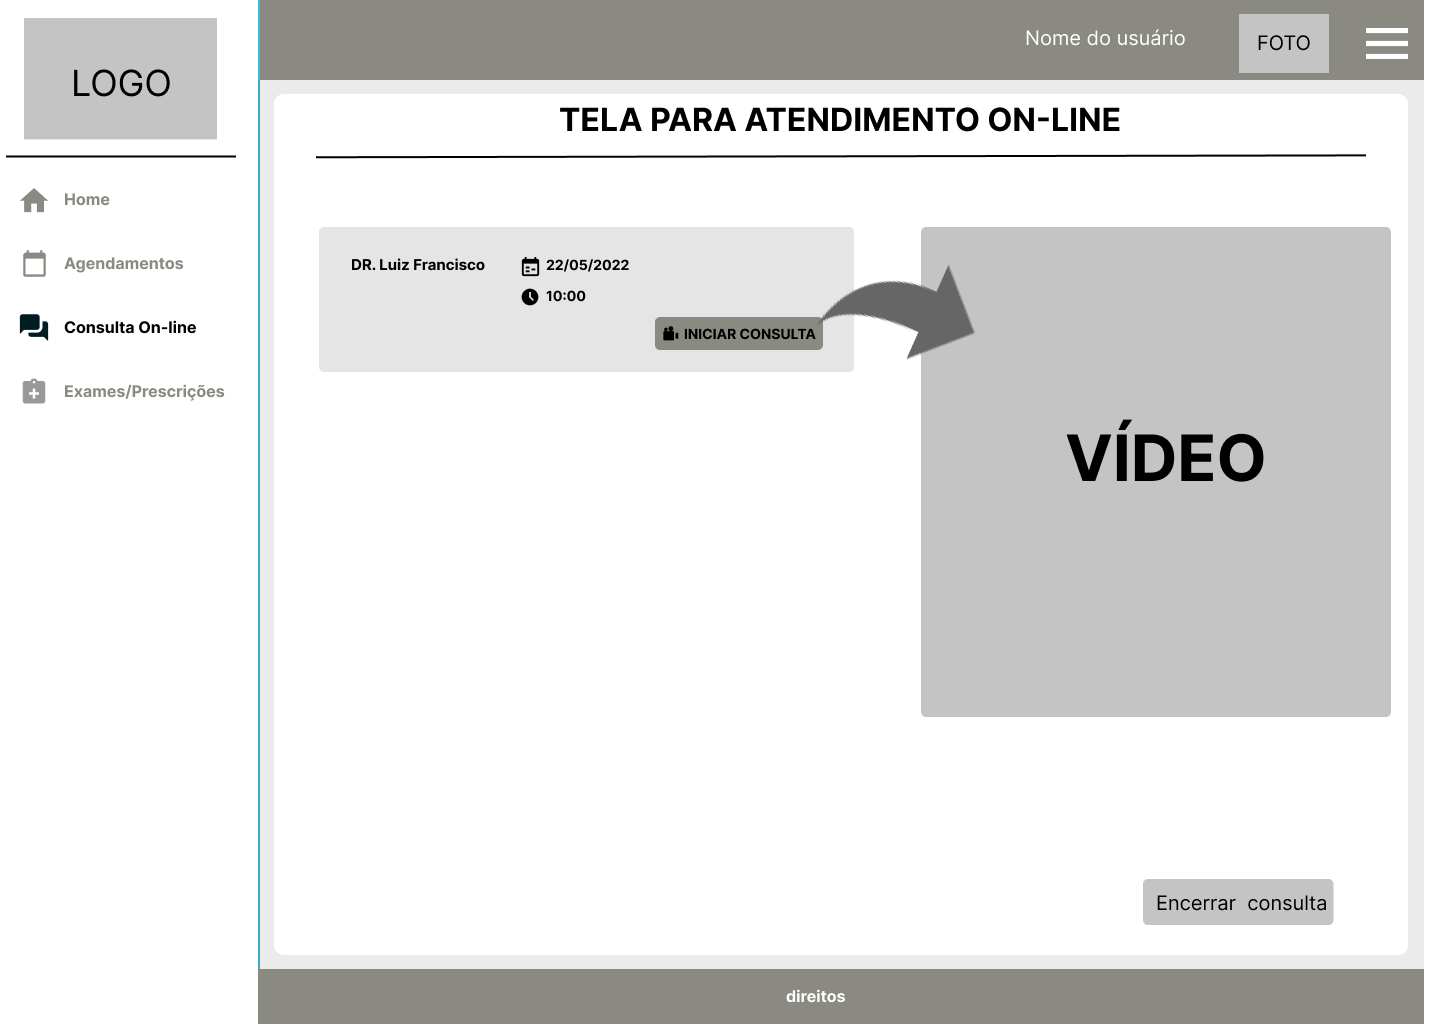 LOGO
Nome do usuário
FOTO
Home
Agendamentos
Consulta On-line
Exames/Prescrições
TELA PARA ATENDIMENTO ON-LINE
DR. Luiz Francisco
22/05/2022
10:00
INICIAR CONSULTA
VÍDEO
Encerrar consulta
direitos